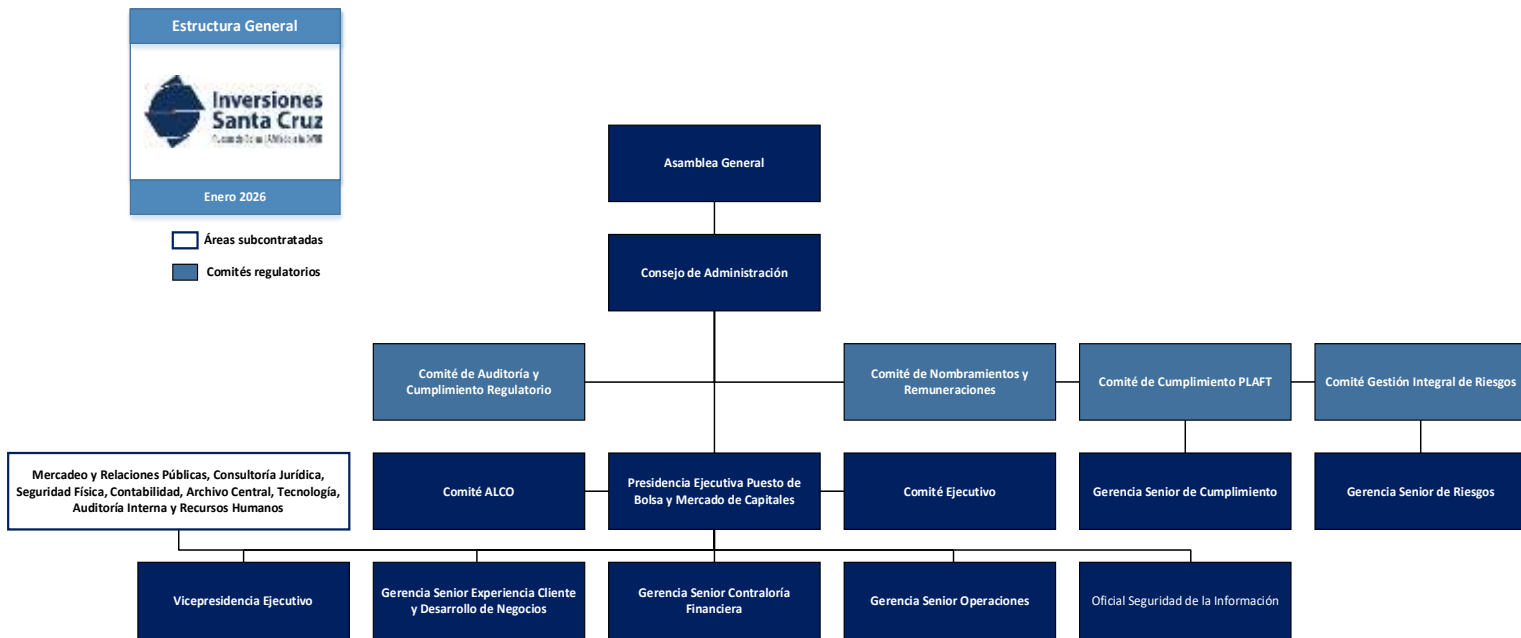 Estructura General
Inversiones
Santa Cruz
Enero 2026
Áreas subcontratadas
Comités regulatorios
Asamblea General
Consejo de Administración
Comité de Auditoría y
Cumplimiento Regulatorio
Comité de Nombramientos y
Remuneraciones
Comité de Cumplimiento PLAFT
Comité Gestión Integral de Riesgos
Mercadeo y Relaciones Públicas, Consultoría Jurídica,
Seguridad Física, Contabilidad, Archivo Central, Tecnología,
Auditoría Interna y Recursos Humanos
Comité ALCO
Presidencia Ejecutiva Puesto de
Bolsa y Mercado de Capitales
Comité Ejecutivo
Gerencia Senior de Cumplimiento
Gerencia Senior de Riesgos
Vicepresidencia Ejecutivo
Gerencia Senior Experiencia Cliente
y Desarrollo de Negocios
Gerencia Senior Contraloría
Financiera
Gerencia Senior Operaciones
Oficial Seguridad de la Información